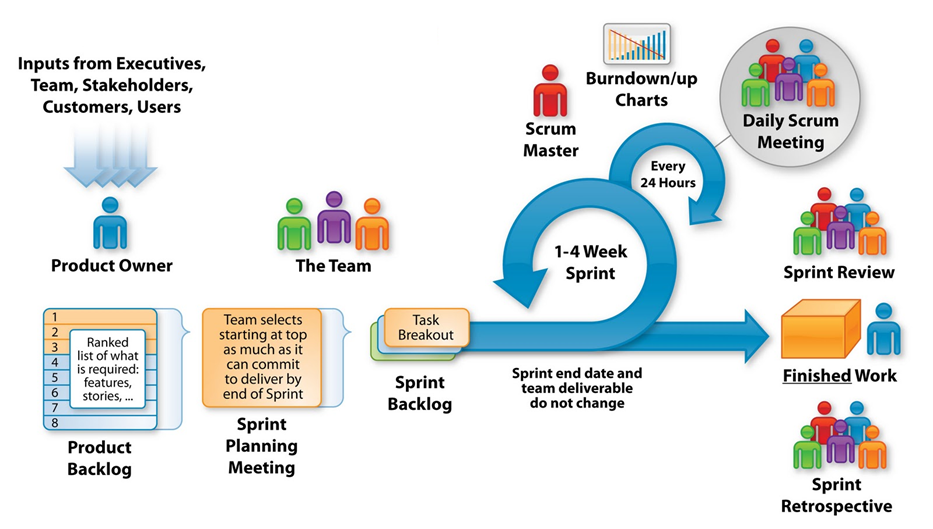 Inputs from Executives,
Team, Stakeholders,
Customers, Users
Product Owner
The Team
Scrum
Master
Burndown/up
Charts
Daily Scrum
Meeting
Every
24 Hours
1-4 Week
Sprint
Sprint Review
1
2
3
4
5
6
7
8
Ranked
list of what
is required:
features,
stories, ...
Product
Backlog
Team selects
starting at top
as much as it
can commit
to deliver by
end of Sprint
Sprint
Planning
Meeting
Task
Breakout
Sprint
Backlog
Sprint end date and
team deliverable
do not change
Finished Work
Sprint
Retrospective